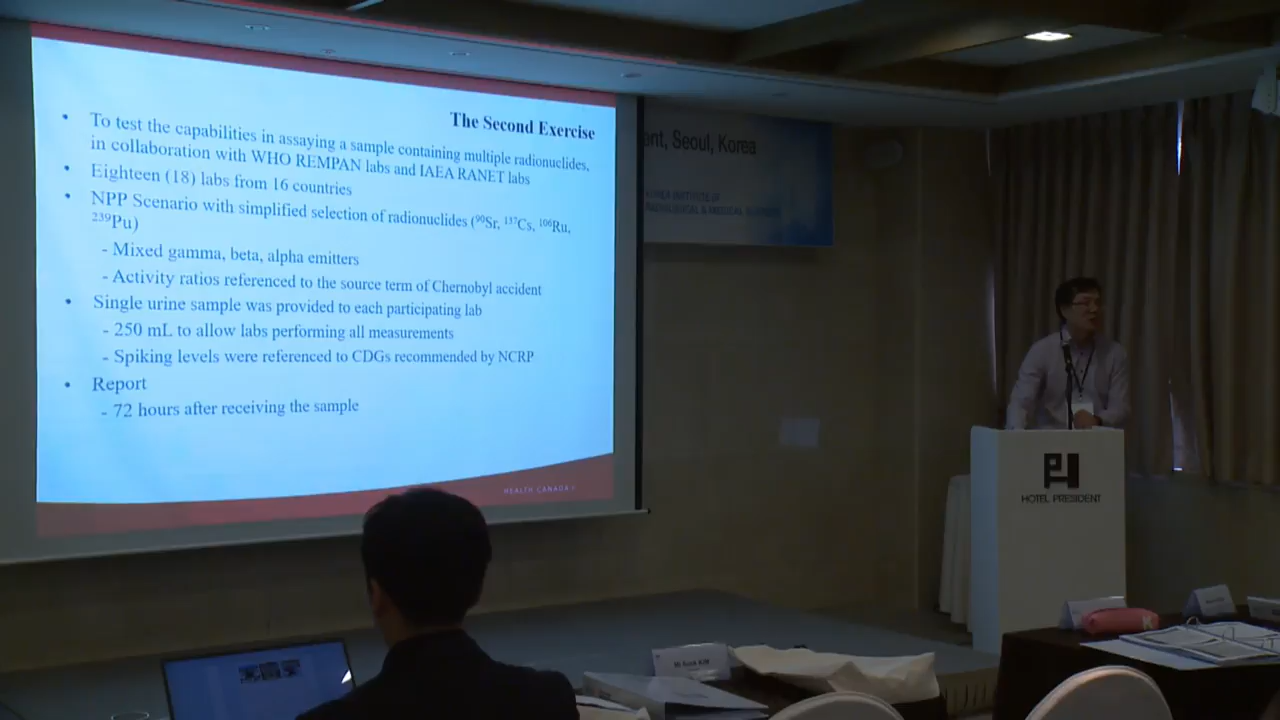 The Second Exercise
• To test the capabilities in assaying a sample containing multiple radionuclides,
in collaboration with WHO REMPAN labs and IAEA RANET labs
• Eighteen (18) labs from 16 countries
• NPP Scenario with simplified selection of radionuclides (⁹⁰Sr, ¹³⁷Cs, ¹⁰⁶Ru,
²³⁹Pu)
- Mixed gamma, beta, alpha emitters
- Activity ratios referenced to the source term of Chernobyl accident
• Single urine sample was provided to each participating lab
- 250 mL to allow labs performing all measurements
- Spiking levels were referenced to CDGs recommended by NCRP
• Report
- 72 hours after receiving the sample
HEALTH CANADA
ent, Seoul, Korea
KOREA INSTITUTE OF
RADIOLOGICAL & MEDICAL SCIENCES
HOTEL PRESIDENT